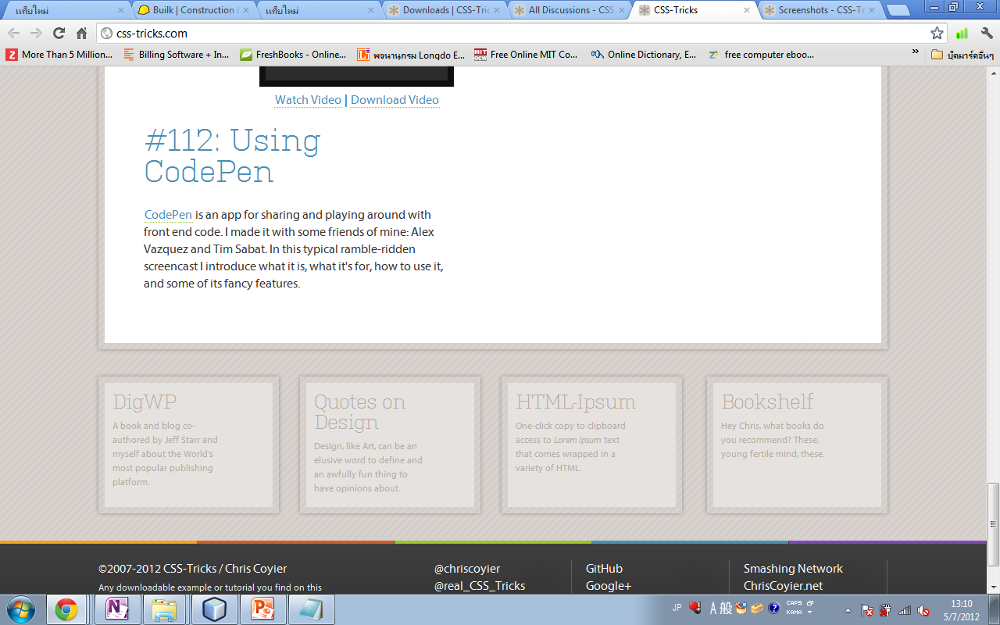 แท็บใหม่
Builk | Construction
แท็บใหม่
Downloads | CSS-Tric
All Discussions - CSS
CSS-Tricks
Screenshots - CSS-Tr
css-tricks.com
More Than 5 Million...
Billing Software + In...
FreshBooks - Online...
พจนานุกรม Longdo E...
MIT OCW
Free Online MIT Co...
Online Dictionary, E...
free computer eboo...
»
บุ๊กมาร์กอื่นๆ
Watch Video | Download Video
#112: Using
CodePen
CodePen is an app for sharing and playing around with
front end code. I made it with some friends of mine: Alex
Vazquez and Tim Sabat. In this typical ramble-ridden
screencast I introduce what it is, what it's for, how to use it,
and some of its fancy features.
DigWP
A book and blog co-
authored by Jeff Starr and
myself about the World's
most popular publishing
platform.
Quotes on
Design
Design, like Art, can be an
elusive word to define and
an awfully fun thing to
have opinions about.
HTML-Ipsum
One-click copy to clipboard
access to Lorem Ipsum text
that comes wrapped in a
variety of HTML.
Bookshelf
Hey Chris, what books do
you recommend? These,
young fertile mind, these.
©2007-2012 CSS-Tricks / Chris Coyier
Any downloadable example or tutorial you find on this
@chriscoyier
@real_CSS_Tricks
GitHub
Google+
Smashing Network
ChrisCoyier.net
JP
A 般
CAPS
KANA
13:10
5/7/2012